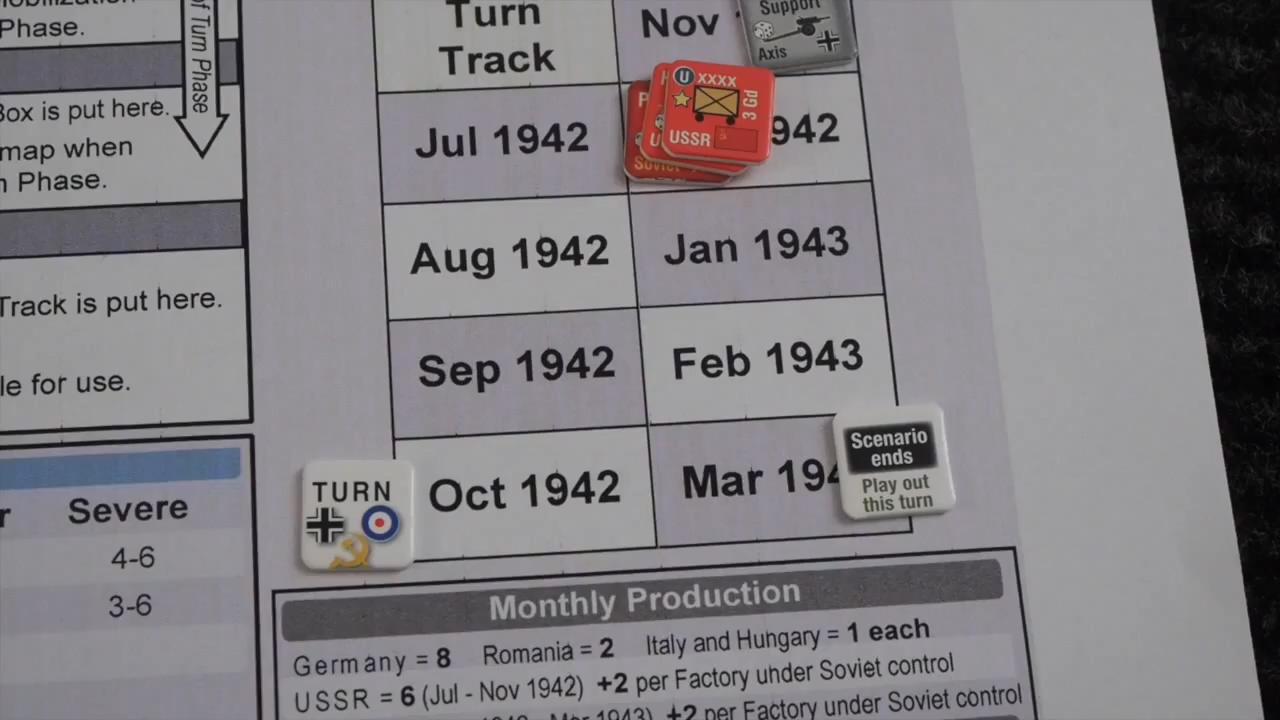 Phase.
of Turn Phase
Box is put here.
map when
Phase.
Track is put here.
le for use.
Severe
4-6
3-6
Turn
Track
Nov
Support
Axis
Jul 1942
942
U XXXX
3 Gd
USSR
Soviet
Aug 1942
Jan 1943
Sep 1942
Feb 1943
TURN
Oct 1942
Mar 194
Scenario
ends
Play out
this turn
Monthly Production
Germany = 8 Romania = 2 Italy and Hungary = 1 each
USSR = 6 (Jul - Nov 1942) +2 per Factory under Soviet control
Mar 1943) +2 per Factory under Soviet control